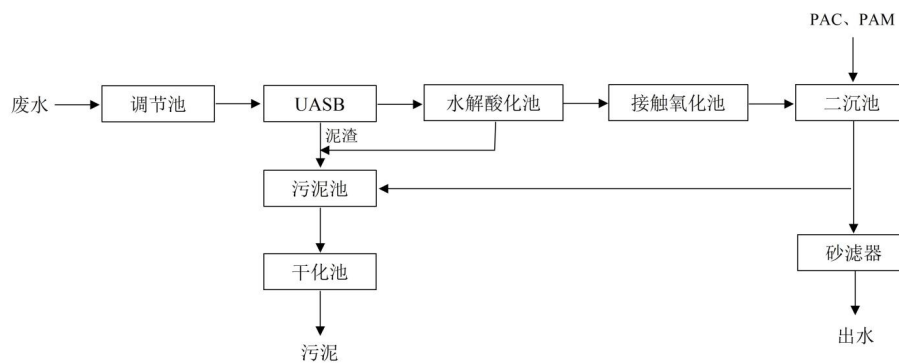 PAC、PAM
废水
调节池
UASB
水解酸化池
接触氧化池
二沉池
泥渣
污泥池
砂滤器
干化池
出水
污泥